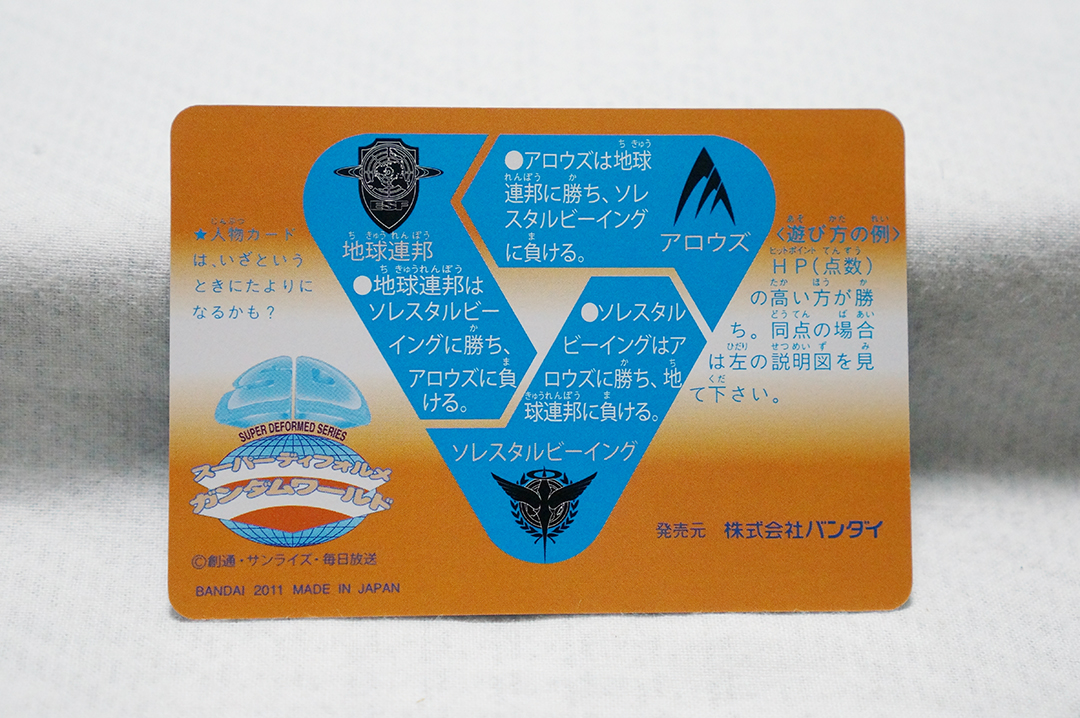 ★人物カード
は、いざという
ときにたよりに
なるかも？
ESF
地球連邦
●地球連邦は
ソレスタルビー
イングに勝ち、
アロウズに負
ける。
●アロウズは地球
連邦に勝ち、ソレ
スタルビーイング
に負ける。
アロウズ
●ソレスタル
ビーイングはア
ロウズに勝ち、地
球連邦に負ける。
ソレスタルビーイング
〈遊び方の例〉
HP(点数)
の高い方が勝
ち。同点の場合
は左の説明図を見
て下さい。
SUPER DEFORMED SERIES
スーパーディフォルメ
ガンダムワールド
発売元 株式会社バンダイ
©創通・サンライズ・毎日放送
BANDAI 2011 MADE IN JAPAN